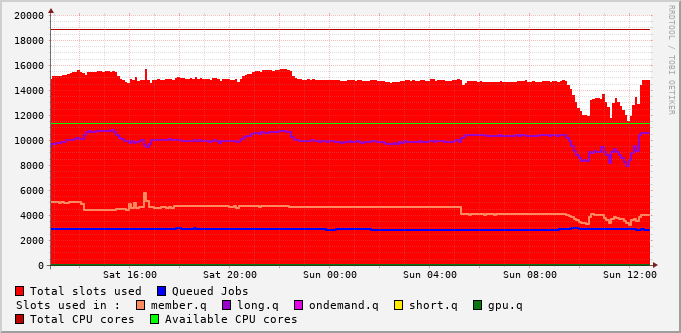 20000
18000
16000
14000
12000
10000
8000
6000
4000
2000
0
Sat 16:00 Sat 20:00 Sun 00:00 Sun 04:00 Sun 08:00 Sun 12:00
Total slots used Queued Jobs
Slots used in : member.q long.q ondemand.q short.q gpu.q
Total CPU cores Available CPU cores
RRDTOOL / TOBI OETIKER